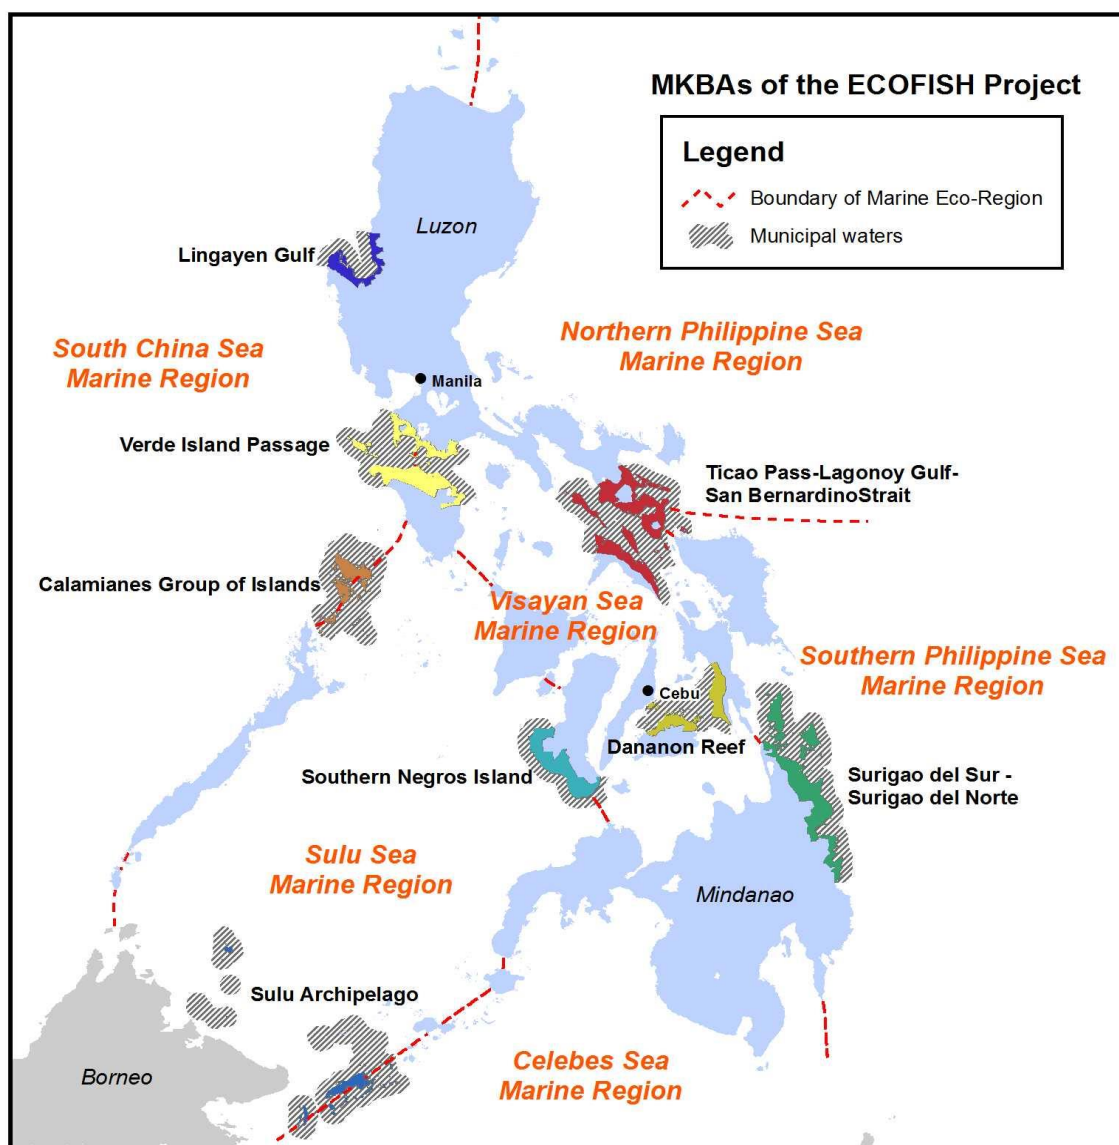 MKBAs of the ECOFISH Project
Legend
Boundary of Marine Eco-Region
Municipal waters
Luzon
Lingayen Gulf
Northern Philippine Sea
Marine Region
South China Sea
Marine Region
Manila
Verde Island Passage
Ticao Pass-Lagonoy Gulf-
San BernardinoStrait
Calamianes Group of Islands
Visayan Sea
Marine Region
Southern Philippine Sea
Marine Region
Cebu
Dananon Reef
Southern Negros Island
Surigao del Sur -
Surigao del Norte
Sulu Sea
Marine Region
Mindanao
Sulu Archipelago
Celebes Sea
Marine Region
Borneo